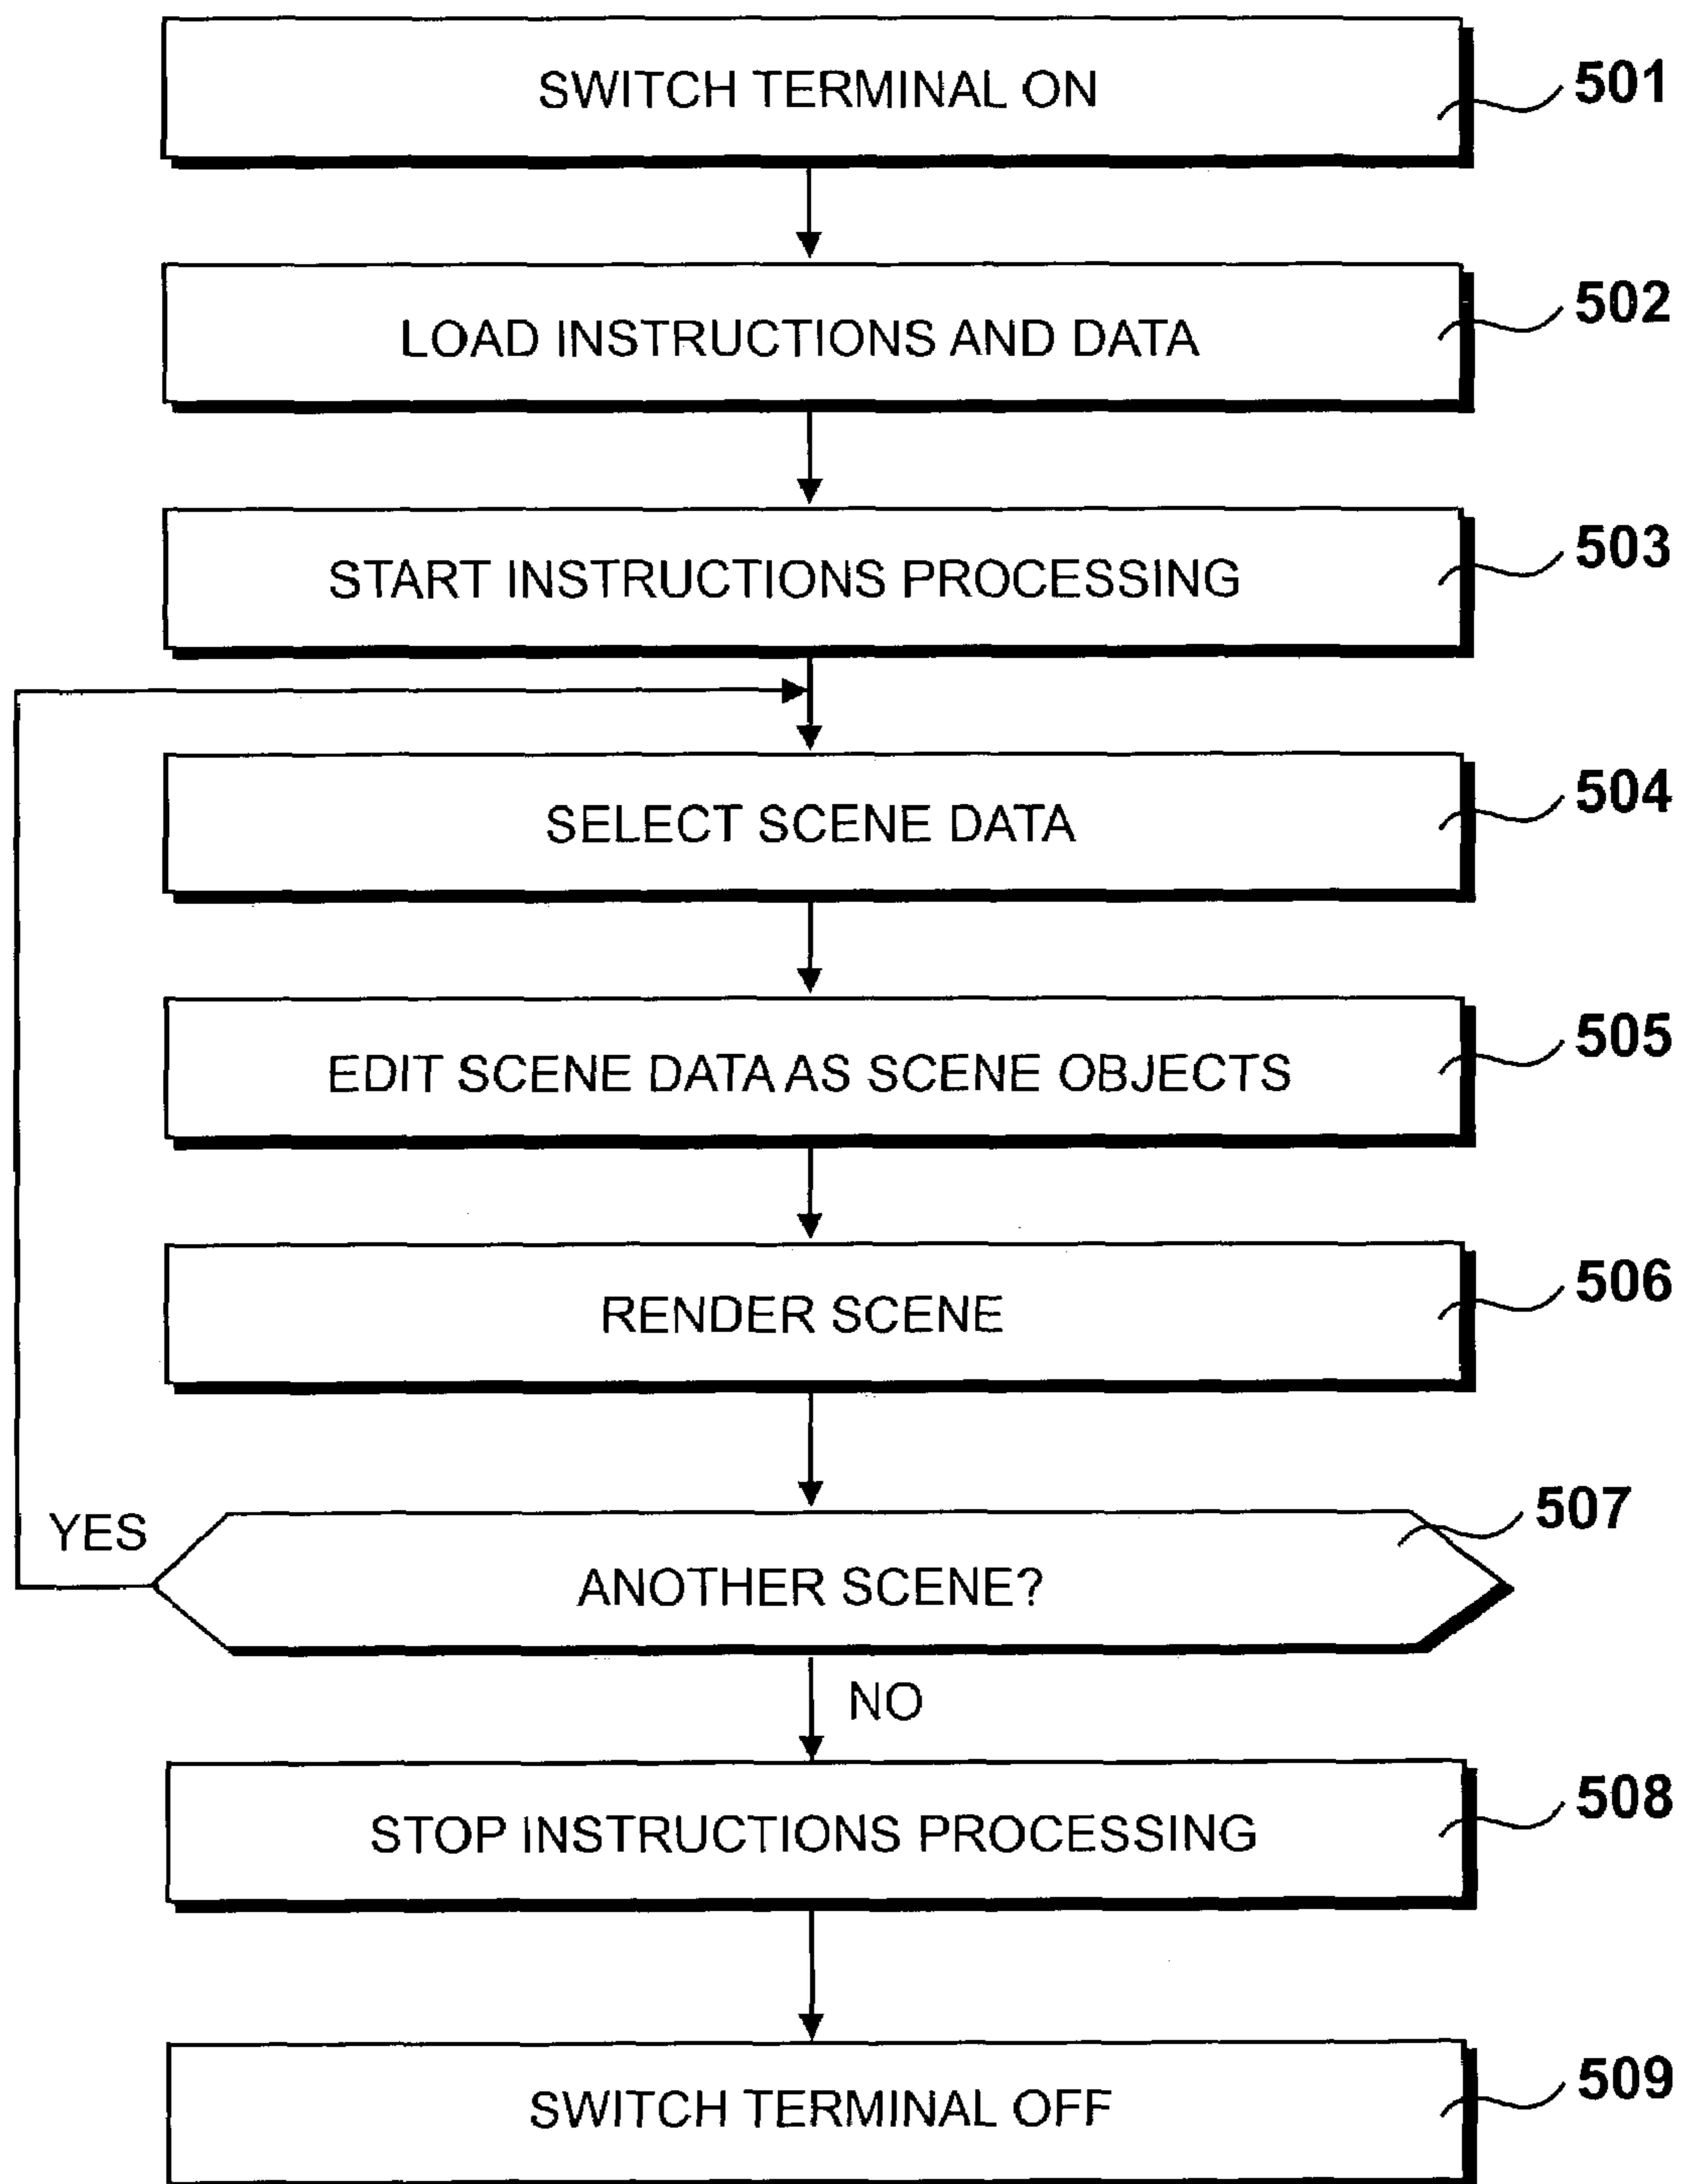 SWITCH TERMINAL ON
501
LOAD INSTRUCTIONS AND DATA
502
START INSTRUCTIONS PROCESSING
503
SELECT SCENE DATA
504
EDIT SCENE DATA AS SCENE OBJECTS
505
RENDER SCENE
506
YES
ANOTHER SCENE?
507
NO
STOP INSTRUCTIONS PROCESSING
508
SWITCH TERMINAL OFF
509